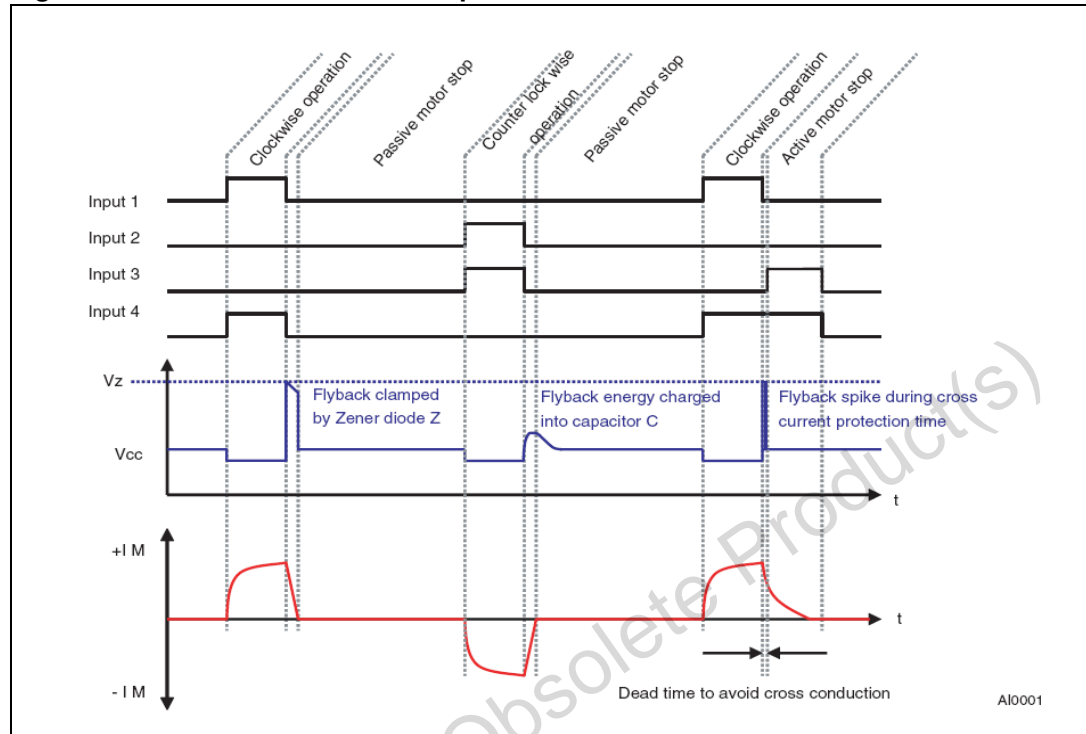 Clockwise operation
Passive motor stop
Counter lock wise
operation
Passive motor stop
Clockwise operation
Active motor stop
Input 1
Input 2
Input 3
Input 4
Vz
Flyback clamped
by Zener diode Z
Flyback energy charged
into capacitor C
Flyback spike during cross
current protection time
Vcc
t
+I M
t
- I M
Dead time to avoid cross conduction
AI0001
Obsolete Product(s)